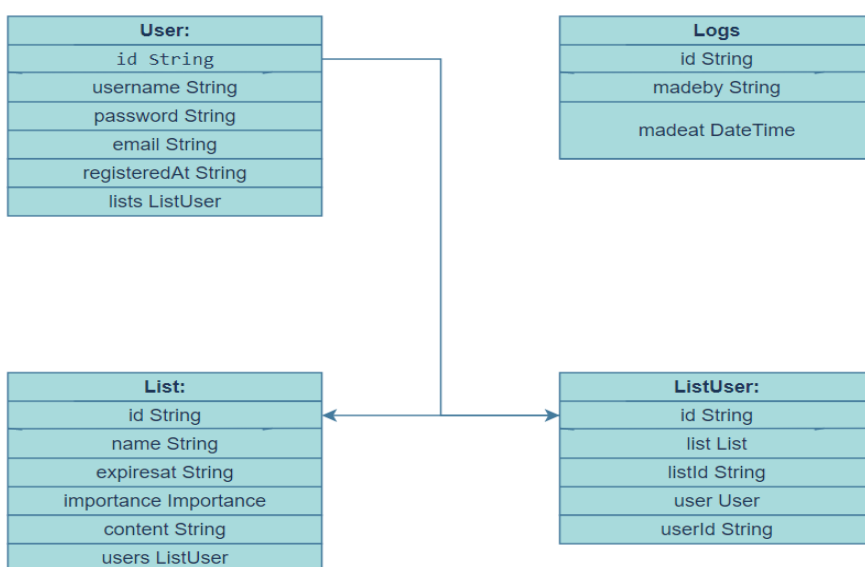 User:
id String
username String
password String
email String
registeredAt String
lists ListUser
Logs
id String
madeby String
madeat DateTime
List:
id String
name String
expiresat String
importance Importance
content String
users ListUser
ListUser:
id String
list List
listId String
user User
userId String